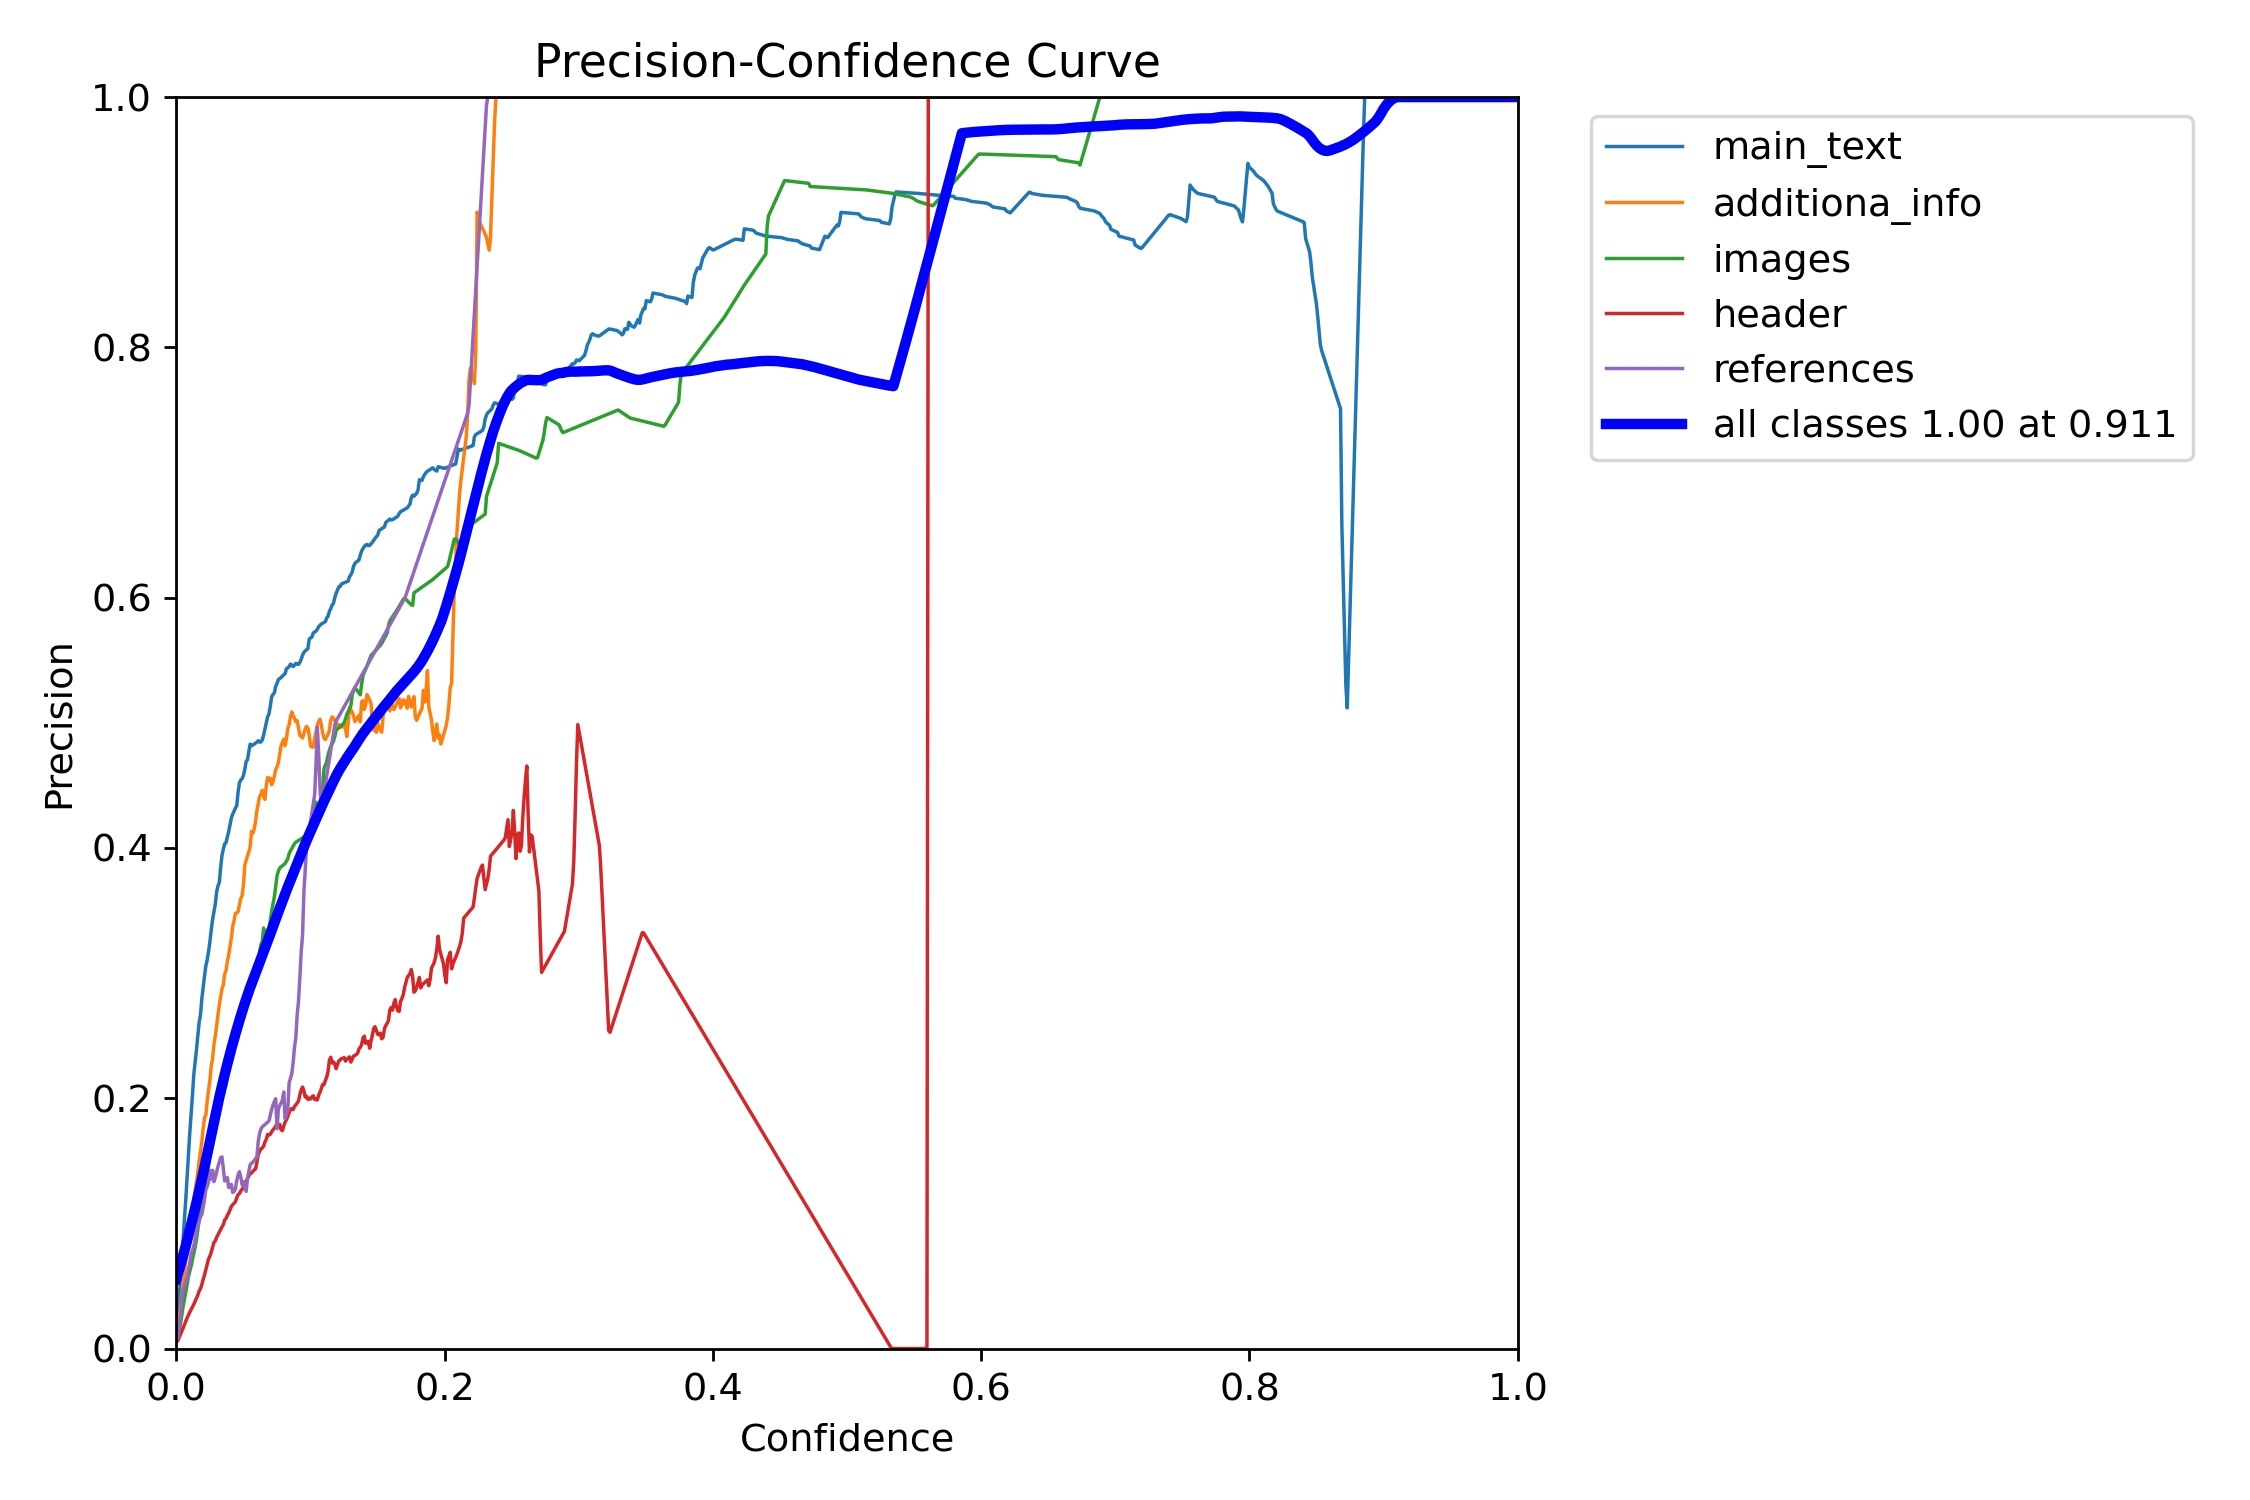 Precision-Confidence Curve
1.0
0.8
0.6
0.4
0.2
0.0
Precision
0.0 0.2 0.4 0.6 0.8 1.0
Confidence
main_text
additiona_info
images
header
references
all classes 1.00 at 0.911